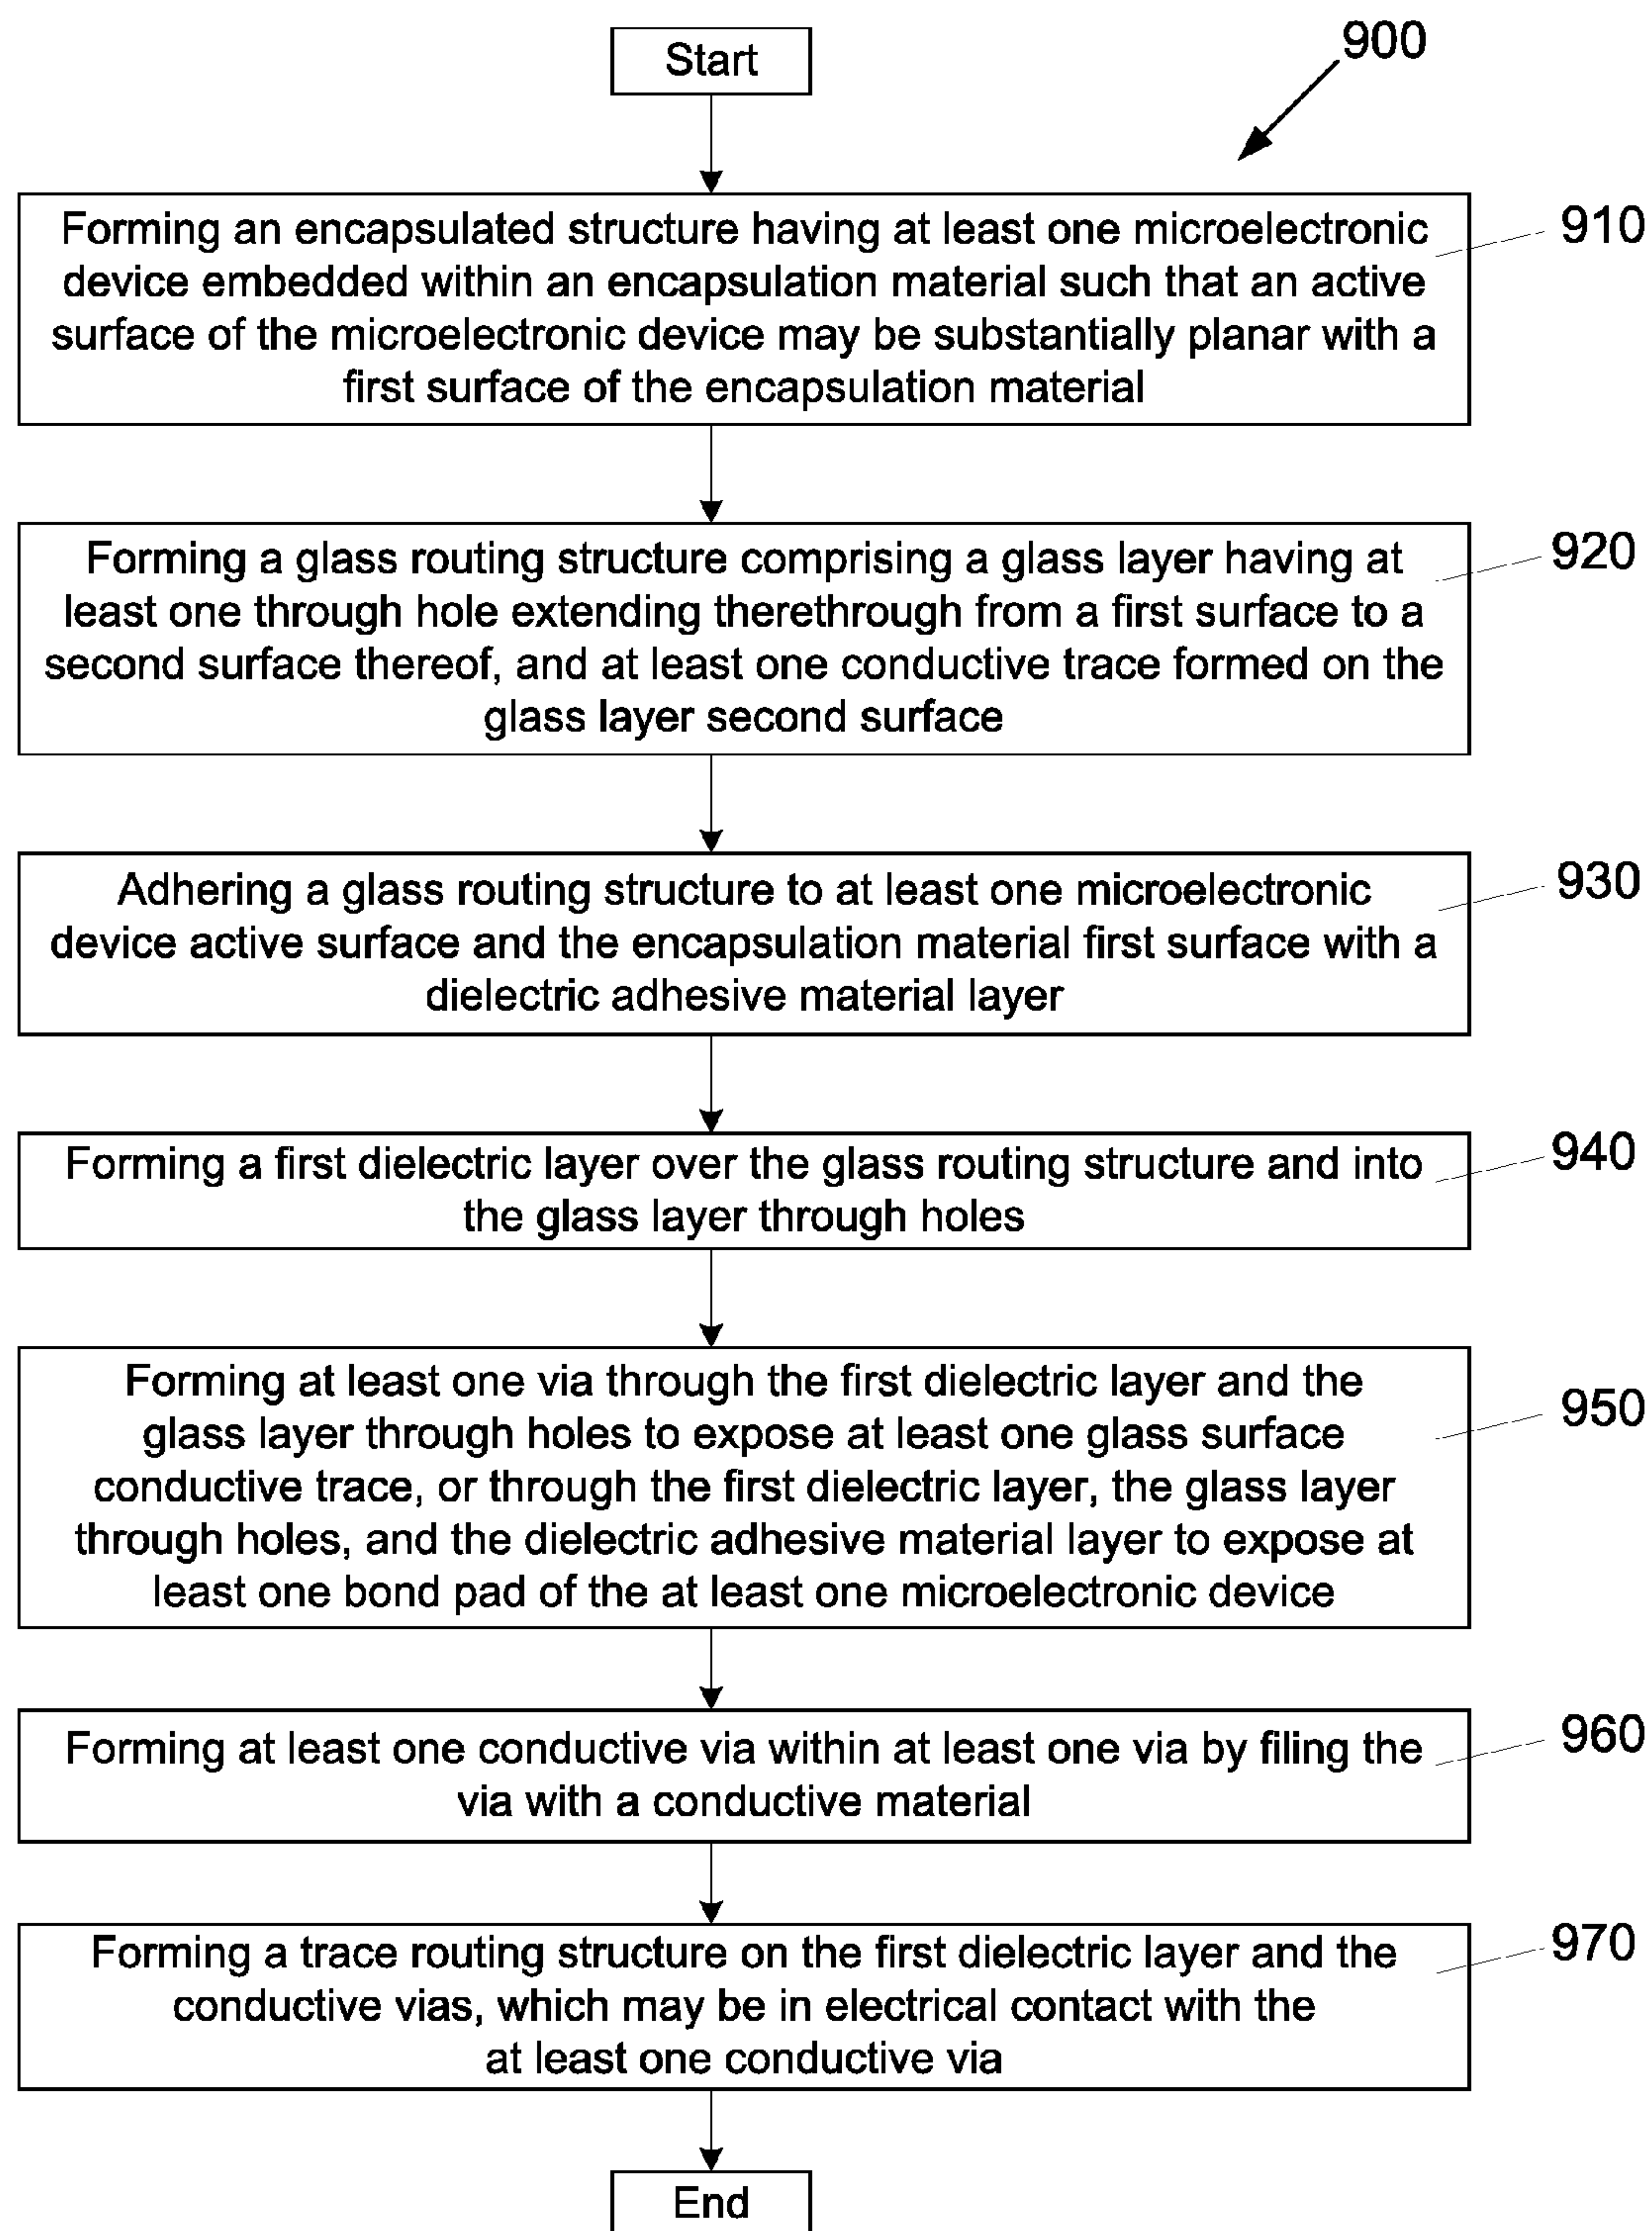 Start
900
Forming an encapsulated structure having at least one microelectronic
device embedded within an encapsulation material such that an active
surface of the microelectronic device may be substantially planar with a
first surface of the encapsulation material
910
Forming a glass routing structure comprising a glass layer having at
least one through hole extending therethrough from a first surface to a
second surface thereof, and at least one conductive trace formed on the
glass layer second surface
920
Adhering a glass routing structure to at least one microelectronic
device active surface and the encapsulation material first surface with a
dielectric adhesive material layer
930
Forming a first dielectric layer over the glass routing structure and into
the glass layer through holes
940
Forming at least one via through the first dielectric layer and the
glass layer through holes to expose at least one glass surface
conductive trace, or through the first dielectric layer, the glass layer
through holes, and the dielectric adhesive material layer to expose at
least one bond pad of the at least one microelectronic device
950
Forming at least one conductive via within at least one via by filing the
via with a conductive material
960
Forming a trace routing structure on the first dielectric layer and the
conductive vias, which may be in electrical contact with the
at least one conductive via
970
End